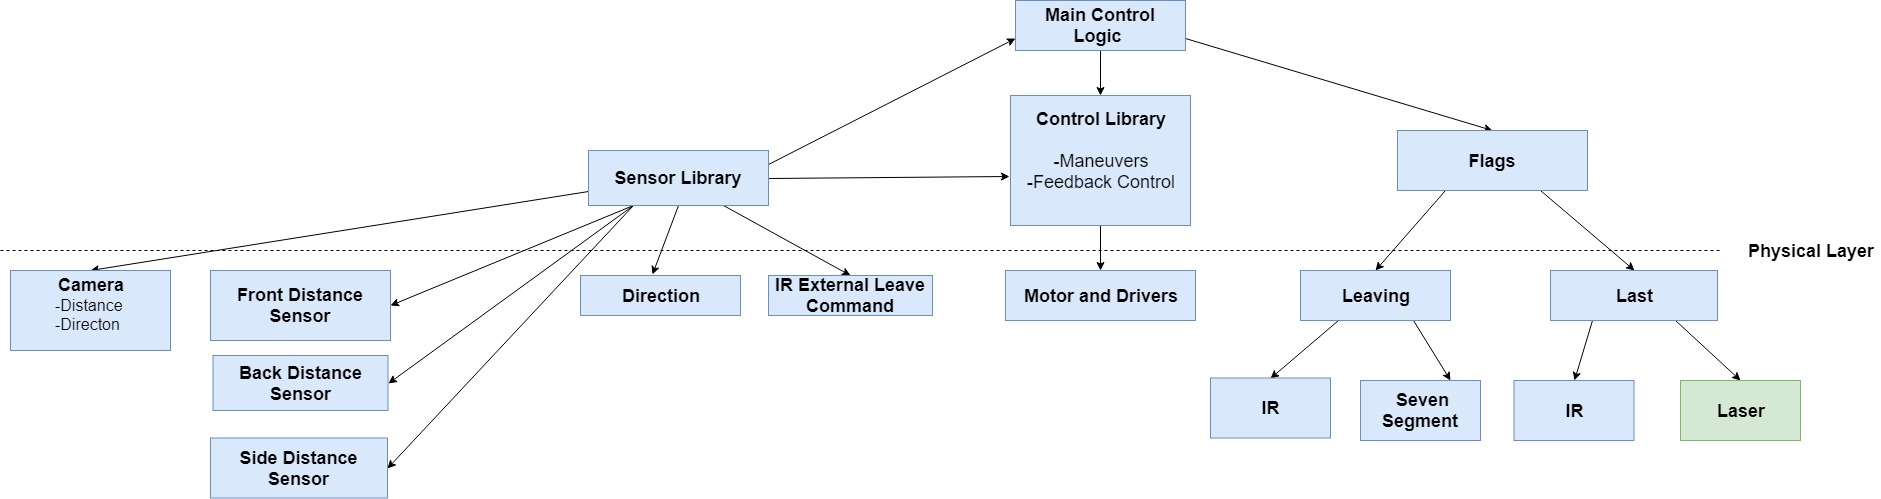 Main Control
Logic
Control Library
-Maneuvers
-Feedback Control
Sensor Library
Flags
Physical Layer
Camera
-Distance
-Directon
Front Distance
Sensor
Back Distance
Sensor
Side Distance
Sensor
Direction
IR External Leave
Command
Motor and Drivers
Leaving
Last
IR
Seven
Segment
IR
Laser